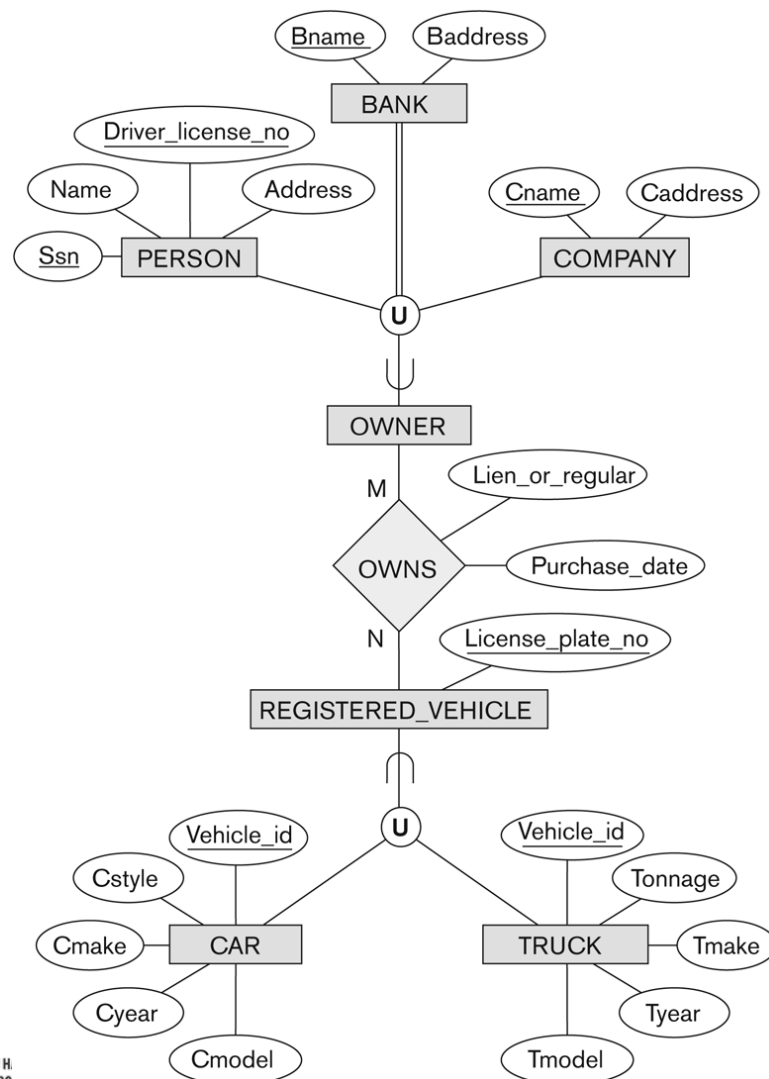 Bname
Baddress
BANK
Driver_license_no
Name
Address
Cname
Caddress
Ssn
PERSON
COMPANY
U
OWNER
M
Lien_or_regular
OWNS
Purchase_date
N
License_plate_no
REGISTERED_VEHICLE
U
Vehicle_id
Vehicle_id
Cstyle
Tonnage
Cmake
CAR
TRUCK
Tmake
Cyear
Tyear
Cmodel
Tmodel